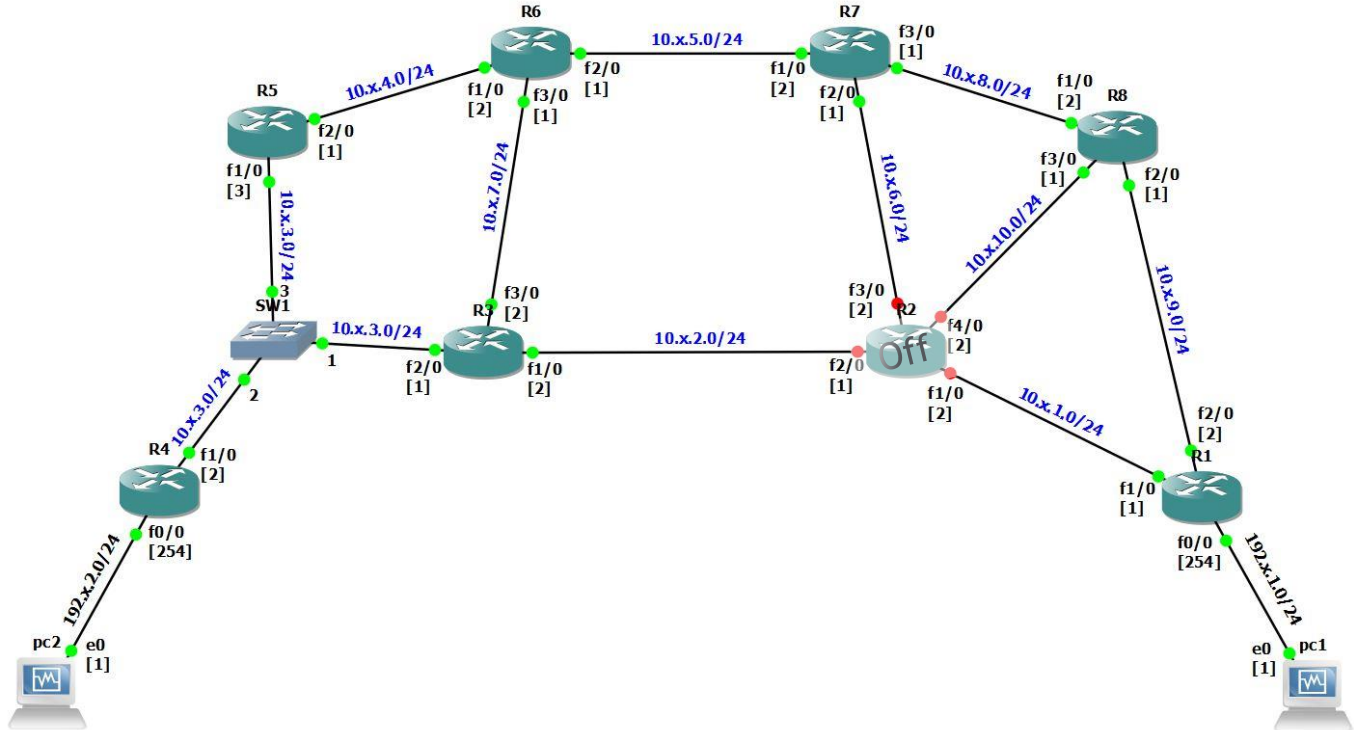 R6
R7
f3/0
[1]
10.x.5.0/24
f2/0
[1]
f1/0
[2]
10.x.8.0/24
f1/0
[2]
R8
10.x.4.0/24
f1/0
[2]
f3/0
[1]
f2/0
[1]
R5
f2/0
[1]
f1/0
[3]
f3/0
[1]
f2/0
[1]
10.x.7.0/24
10.x.6.0/24
10.x.10.0/24
10.x.3.0/24
10.x.9.0/24
3
SW1
f3/0
[2]
R3
f3/0
[2]
R2
10.x.3.0/24
10.x.2.0/24
f4/0
[2]
Off
1
f2/0
[1]
f1/0
[2]
f2/0
[1]
f1/0
[2]
2
10.x.3.0/24
10.x.1.0/24
f2/0
[2]
R4
f1/0
[2]
R1
f1/0
[1]
f0/0
[254]
f0/0
[254]
192.x.2.0/24
192.x.1.0/24
pc2
e0
[1]
e0
[1]
pc1